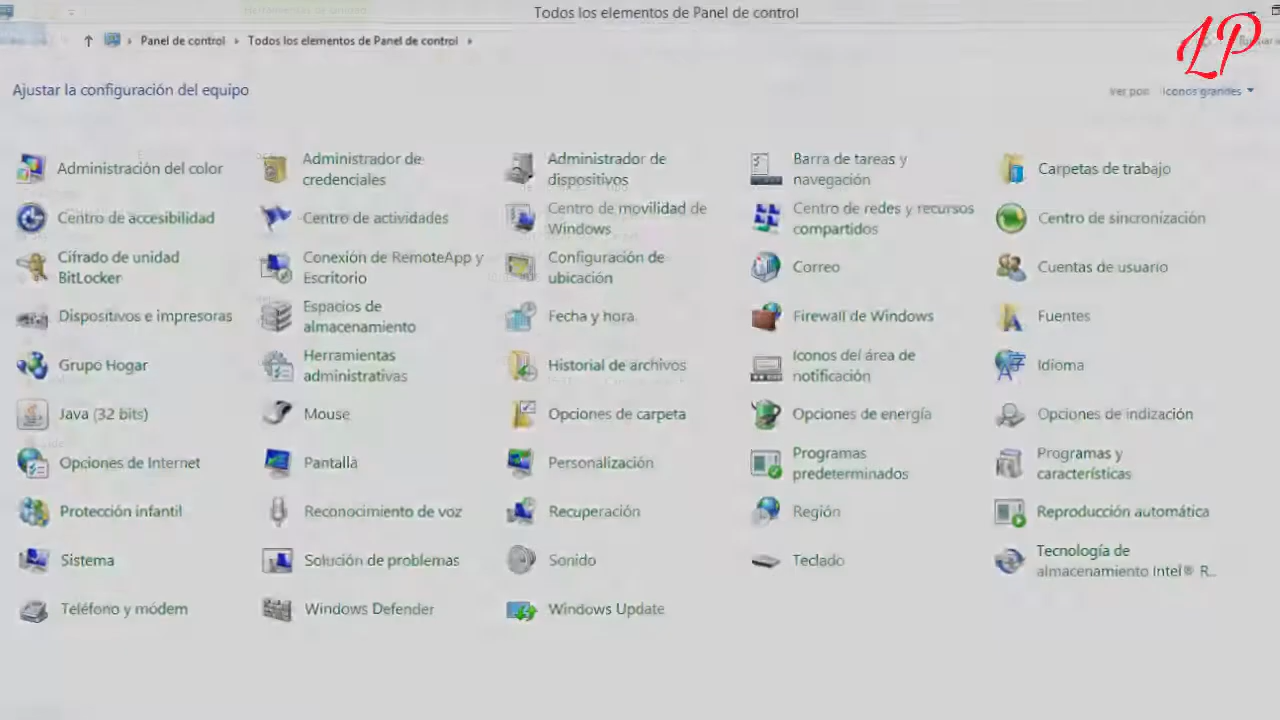 Todos los elementos de Panel de control
Panel de control
Todos los elementos de Panel de control
LP
Ajustar la configuración del equipo
Ver por:
Iconos grandes
Administración del color
Administrador de
credenciales
Administrador de
dispositivos
Barra de tareas y
navegación
Carpetas de trabajo
Centro de accesibilidad
Centro de actividades
Centro de movilidad de
Windows
Centro de redes y recursos
compartidos
Centro de sincronización
Cifrado de unidad
BitLocker
Conexión de RemoteApp y
Escritorio
Configuración de
ubicación
Correo
Cuentas de usuario
Dispositivos e impresoras
Espacios de
almacenamiento
Fecha y hora
Firewall de Windows
Fuentes
Grupo Hogar
Herramientas
administrativas
Historial de archivos
Iconos del área de
notificación
Idioma
Java (32 bits)
Mouse
Opciones de carpeta
Opciones de energía
Opciones de indización
Opciones de Internet
Pantalla
Personalización
Programas
predeterminados
Programas y
características
Protección infantil
Reconocimiento de voz
Recuperación
Región
Reproducción automática
Sistema
Solución de problemas
Sonido
Teclado
Tecnología de
almacenamiento Intel® R...
Teléfono y módem
Windows Defender
Windows Update